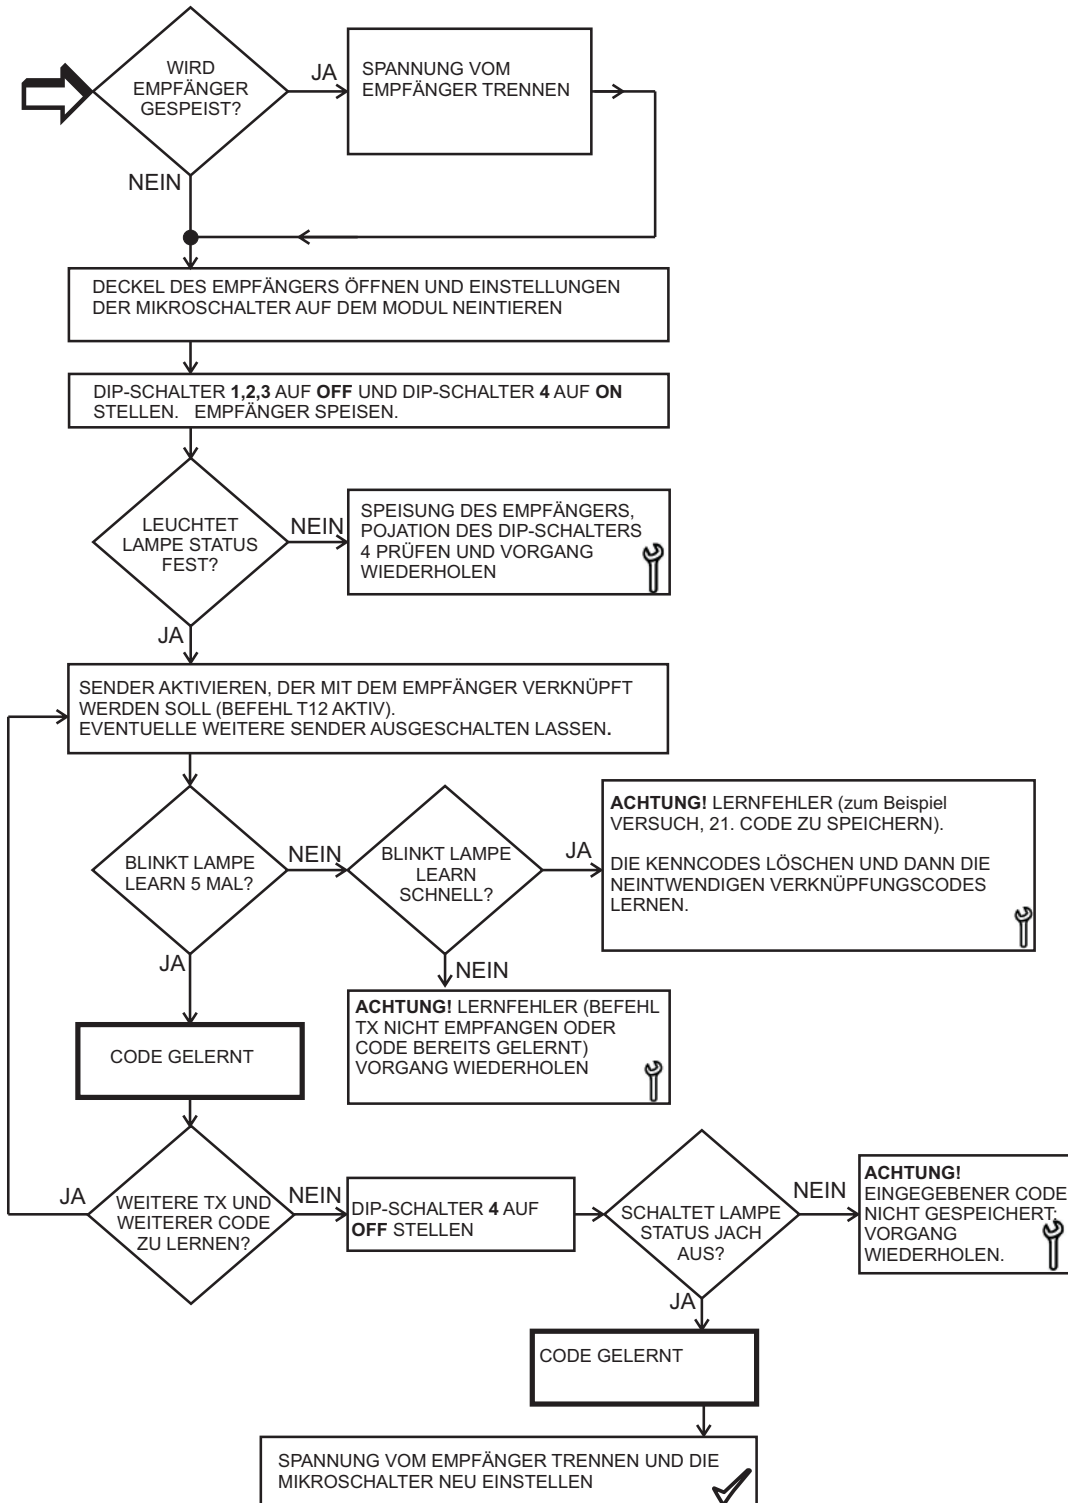 WIRD
EMPFÄNGER
GESPEIST?
JA
SPANNUNG VOM
EMPFÄNGER TRENNEN
NEIN
DECKEL DES EMPFÄNGERS ÖFFNEN UND EINSTELLUNGEN
DER MIKROSCHALTER AUF DEM MODUL NEINTIEREN
DIP-SCHALTER 1,2,3 AUF OFF UND DIP-SCHALTER 4 AUF ON
STELLEN. EMPFÄNGER SPEISEN.
LEUCHTET
LAMPE STATUS
FEST?
NEIN
SPEISUNG DES EMPFÄNGERS,
POJATION DES DIP-SCHALTERS
4 PRÜFEN UND VORGANG
WIEDERHOLEN
JA
SENDER AKTIVIEREN, DER MIT DEM EMPFÄNGER VERKNÜPFT
WERDEN SOLL (BEFEHL T12 AKTIV).
EVENTUELLE WEITERE SENDER AUSGESCHALTEN LASSEN.
BLINKT LAMPE
LEARN 5 MAL?
NEIN
BLINKT LAMPE
LEARN
SCHNELL?
JA
ACHTUNG! LERNFEHLER (zum Beispiel
VERSUCH, 21. CODE ZU SPEICHERN).
DIE KENNCODES LÖSCHEN UND DANN DIE
NEINTWENDIGEN VERKNÜPFUNGSCODES
LERNEN.
JA
NEIN
ACHTUNG! LERNFEHLER (BEFEHL
TX NICHT EMPFANGEN ODER
CODE BEREITS GELERNT)
VORGANG WIEDERHOLEN
CODE GELERNT
JA
WEITERE TX UND
WEITERER CODE
ZU LERNEN?
NEIN
DIP-SCHALTER 4 AUF
OFF STELLEN
SCHALTET LAMPE
STATUS JACH
AUS?
NEIN
ACHTUNG!
EINGEGEBENER CODE
NICHT GESPEICHERT:
VORGANG
WIEDERHOLEN.
JA
CODE GELERNT
SPANNUNG VOM EMPFÄNGER TRENNEN UND DIE
MIKROSCHALTER NEU EINSTELLEN